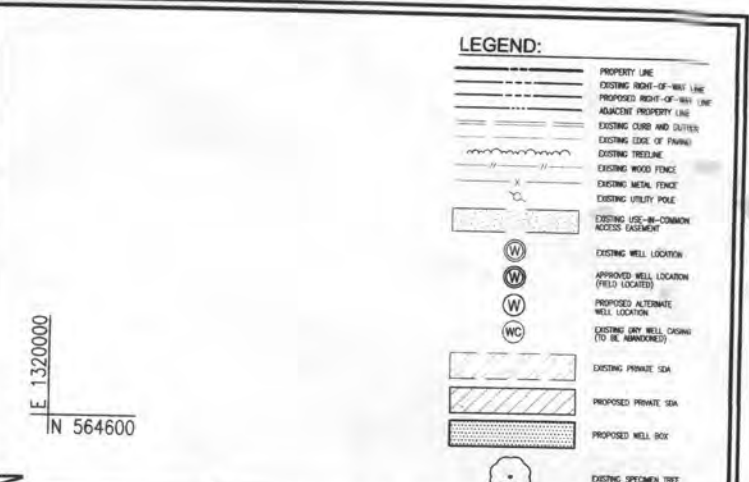 LEGEND:
PROPERTY LINE
EXISTING RIGHT-OF-WAY LINE
PROPOSED RIGHT-OF-WAY LINE
ADJACENT PROPERTY LINE
EXISTING CURB AND GUTTER
EXISTING EDGE OF PAVING
EXISTING TREELINE
EXISTING WOOD FENCE
EXISTING METAL FENCE
EXISTING UTILITY POLE
EXISTING USE-IN-COMMON
ACCESS EASEMENT
W
EXISTING WELL LOCATION
W
APPROVED WELL LOCATION
(FIELD LOCATED)
W
PROPOSED ALTERNATE
WELL LOCATION
WC
EXISTING DRY WELL CASING
(TO BE ABANDONED)
EXISTING PRIVATE SDA
PROPOSED PRIVATE SDA
PROPOSED WELL BOX
EXISTING SPECIMEN TREE
E 1320000
N 564600